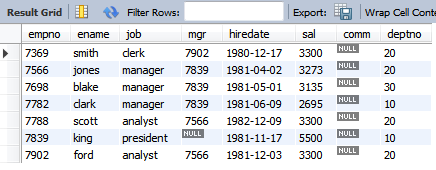 Result Grid Filter Rows: Export: Wrap Cell Conte
empno ename job mgr hiredate sal comm deptno
7369 smith clerk 7902 1980-12-17 3300 NULL 20
7566 jones manager 7839 1981-04-02 3273 NULL 20
7698 blake manager 7839 1981-05-01 3135 NULL 30
7782 clark manager 7839 1981-06-09 2695 NULL 10
7788 scott analyst 7566 1982-12-09 3300 NULL 20
7839 king president NULL 1981-11-17 5500 NULL 10
7902 ford analyst 7566 1981-12-03 3300 NULL 20